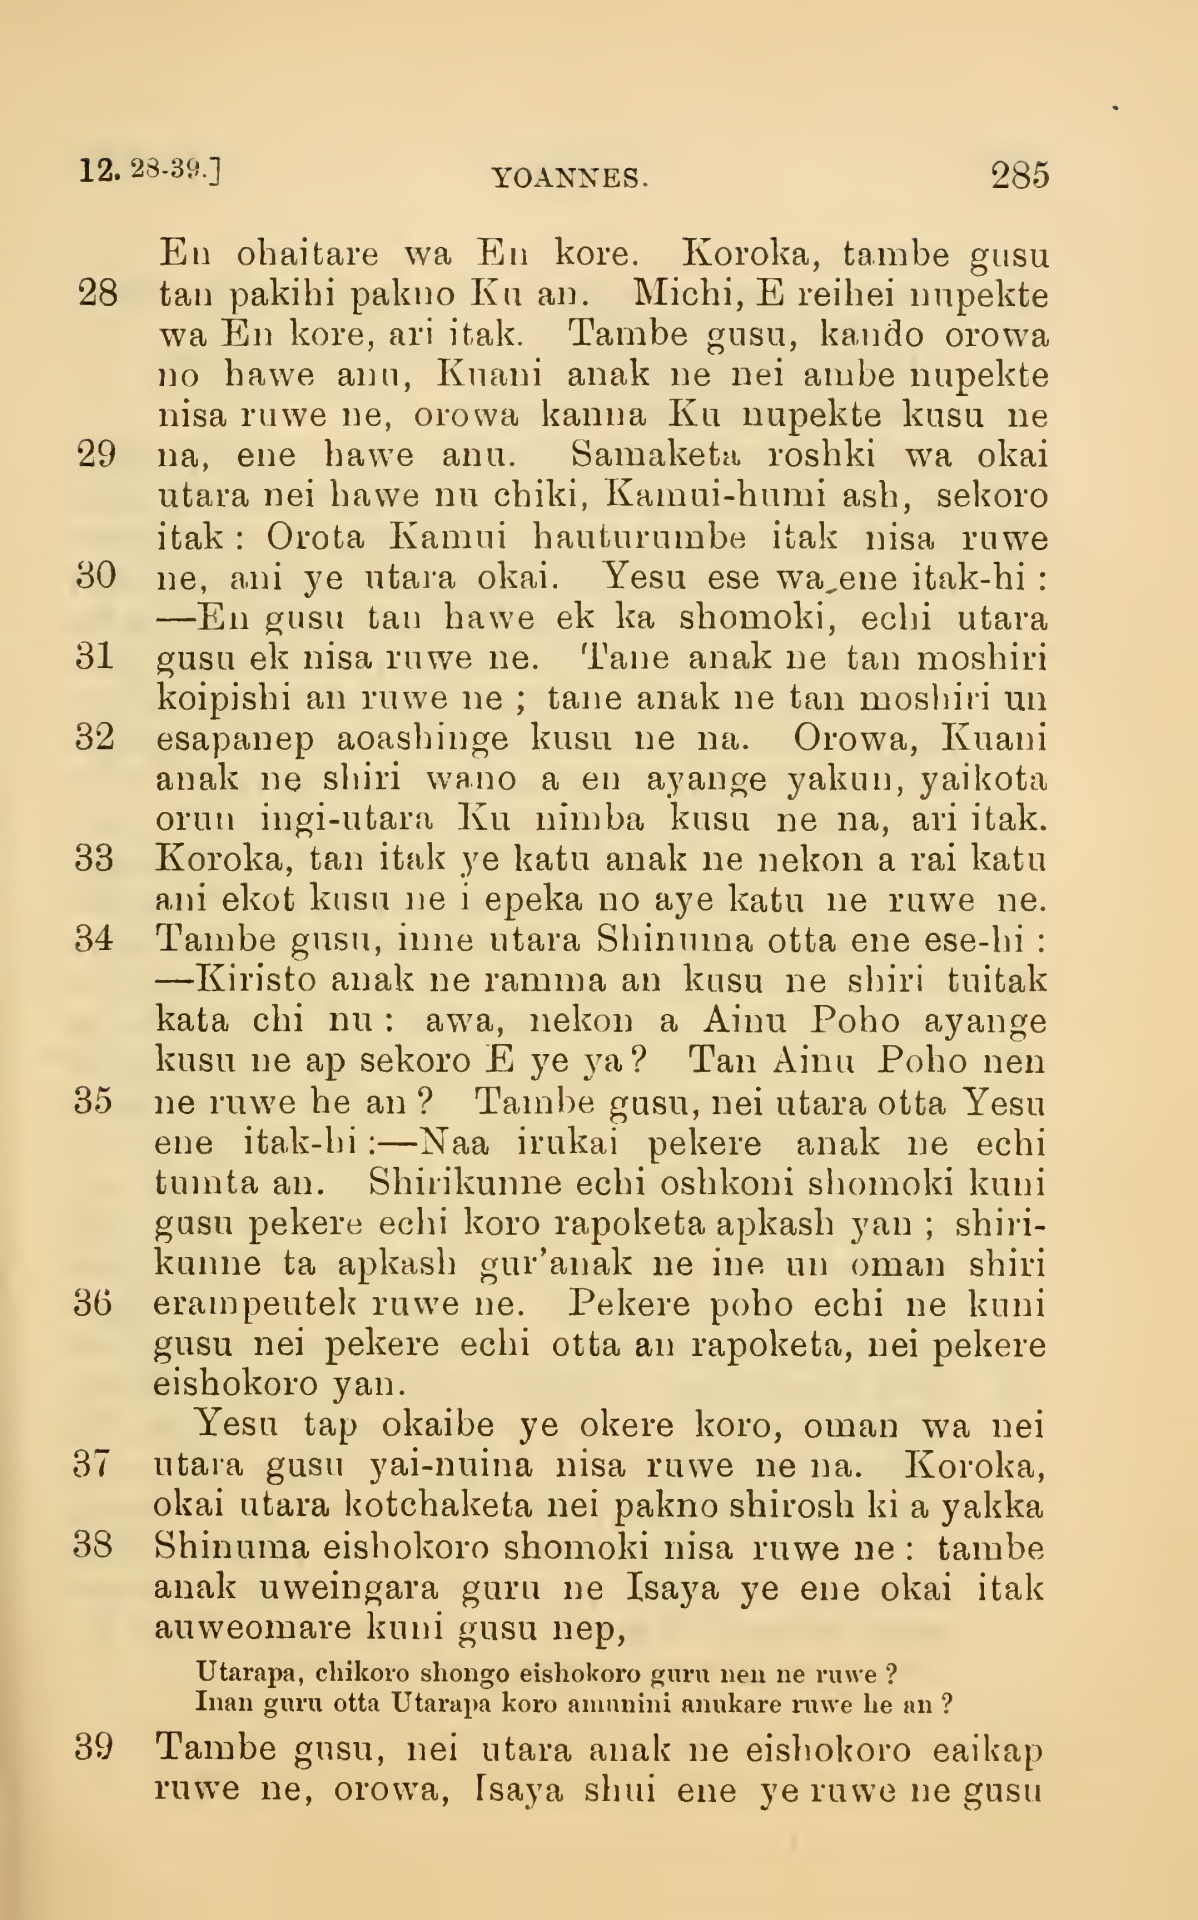 12. 28-39.] YOANNES. 285
En ohaitare wa En kore. Koroka, tambe gusu
28 tan pakihi pakno Ku an. Michi, E reihei nupekte
wa En kore, ari itak. Tambe gusu, kando orowa
no hawe anu, Kuani anak ne nei ambe nupekte
nisa ruwe ne, orowa kanna Ku nupekte kusu ne
29 na, ene hawe anu. Samaketa roshki wa okai
utara nei hawe nu chiki, Kamui-humi ash, sekoro
itak : Orota Kamui hauturumbe itak nisa ruwe
30 ne, ani ye utara okai. Yesu ese wa ene itak-hi :
—En gusu tan hawe ek ka shomoki, echi utara
31 gusu ek nisa ruwe ne. Tane anak ne tan moshiri
koipishi an ruwe ne ; tane anak ne tan moshiri un
32 esapanep aoashinge kusu ne na. Orowa, Kuani
anak ne shiri wano a en ayange yakun, yaikota
orun ingi-utara Ku nimba kusu ne na, ari itak.
33 Koroka, tan itak ye katu anak ne nekon a rai katu
ani ekot kusu ne i epeka no aye katu ne ruwe ne.
34 Tambe gusu, inne utara Shinuma otta ene ese-hi :
—Kiristo anak ne ramma an kusu ne shiri tuitak
kata chi nu : awa, nekon a Ainu Poho ayange
kusu ne ap sekoro E ye ya ? Tan Ainu Poho nen
35 ne ruwe he an ? Tambe gusu, nei utara otta Yesu
ene itak-hi :—Naa irukai pekere anak ne echi
tumta an. Shirikunne echi oshkoni shomoki kuni
gusu pekere echi koro rapoketa apkash yan ; shiri-
kunne ta apkash gur'anak ne ine un oman shiri
36 erampeutek ruwe ne. Pekere poho echi ne kuni
gusu nei pekere echi otta an rapoketa, nei pekere
eishokoro yan.
Yesu tap okaibe ye okere koro, oman wa nei
37 utara gusu yai-nuina nisa ruwe ne na. Koroka,
okai utara kotchaketa nei pakno shirosh ki a yakka
38 Shinuma eishokoro shomoki nisa ruwe ne : tambe
anak uweingara guru ne Isaya ye ene okai itak
auweomare kuni gusu nep,
Utarapa, chikoro shongo eishokoro guru nen ne ruwe ?
Inan guru otta Utarapa koro amunini anukare ruwe he an ?
39 Tambe gusu, nei utara anak ne eishokoro eaikap
ruwe ne, orowa, Isaya shui ene ye ruwe ne gusu